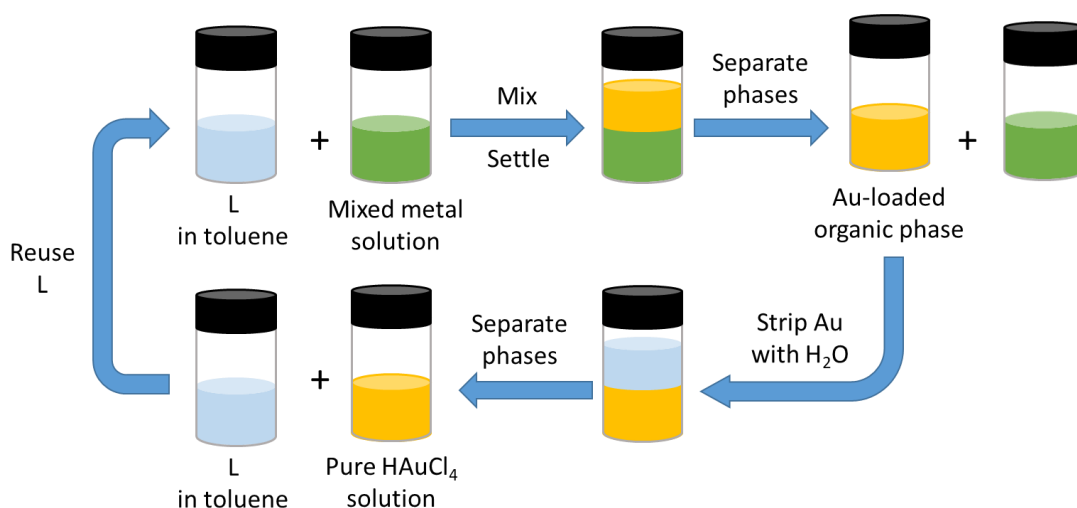 Mix
Settle
Separate
phases
+
+
L
in toluene
Mixed metal
solution
Au-loaded
organic phase
Reuse
L
Separate
phases
Strip Au
with H₂O
+
L
in toluene
Pure HAuCl₄
solution